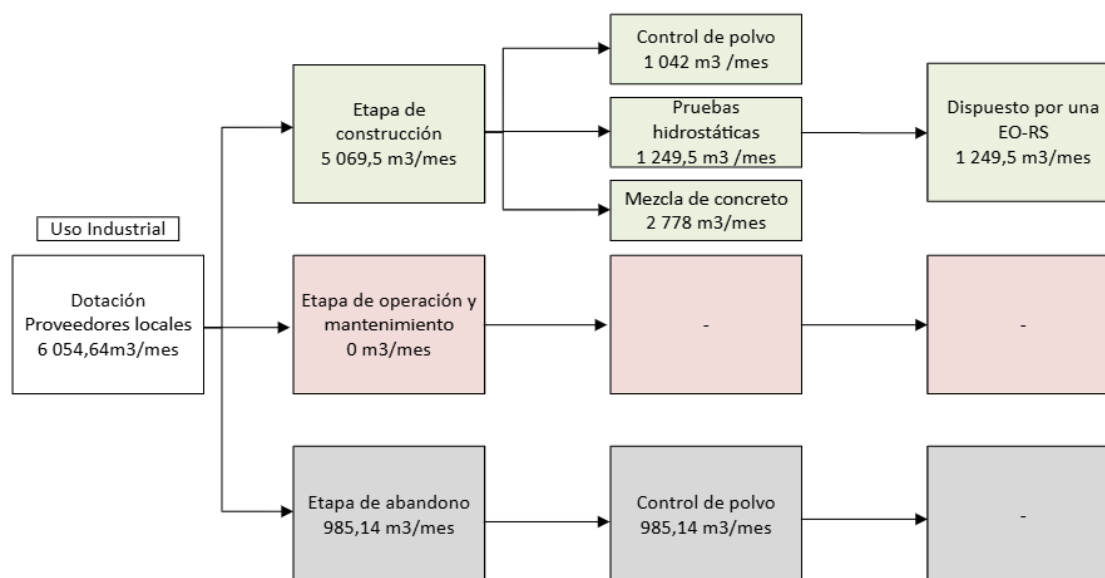 Uso Industrial
Dotación
Proveedores locales
6 054,64m3/mes
Etapa de
construcción
5 069,5 m3/mes
Control de polvo
1 042 m3 /mes
Pruebas
hidrostáticas
1 249,5 m3 /mes
Mezcla de concreto
2 778 m3/mes
Dispuesto por una
EO-RS
1 249,5 m3/mes
Etapa de operación y
mantenimiento
0 m3/mes
-
-
Etapa de abandono
985,14 m3/mes
Control de polvo
985,14 m3/mes
-